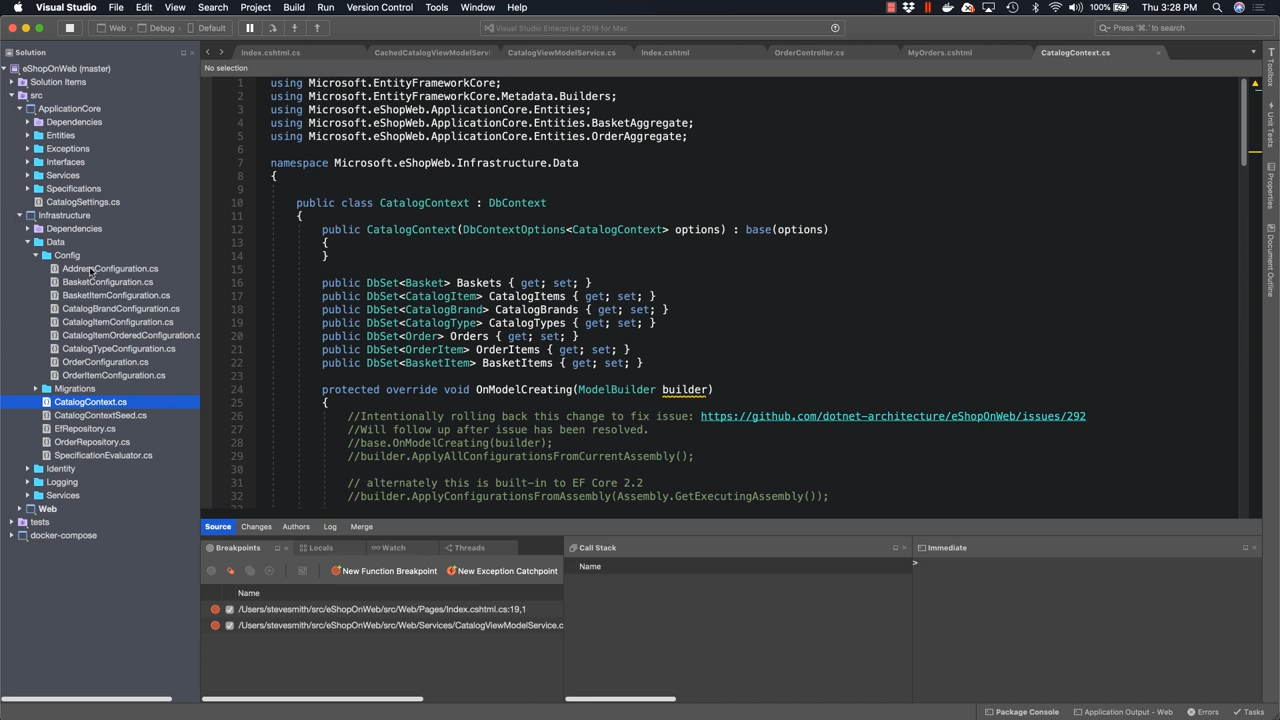 Visual Studio File Edit View Search Project Build Run Version Control Tools Window Help 100% Thu 3:28 PM
Web Debug Default Visual Studio Enterprise 2019 for Mac Press '⌘.' to search
Solution
Index.cshtml.cs CachedCatalogViewModelServi CatalogViewModelService.cs Index.cshtml OrderController.cs MyOrders.cshtml CatalogContext.cs
No selection
eShopOnWeb (master)
Solution Items
src
ApplicationCore
Dependencies
Entities
Exceptions
Interfaces
Services
Specifications
CatalogSettings.cs
Infrastructure
Dependencies
Data
Config
AddressConfiguration.cs
BasketConfiguration.cs
BasketItemConfiguration.cs
CatalogBrandConfiguration.cs
CatalogItemConfiguration.cs
CatalogItemOrderedConfiguration.c
CatalogTypeConfiguration.cs
OrderConfiguration.cs
OrderItemConfiguration.cs
Migrations
CatalogContext.cs
CatalogContextSeed.cs
EfRepository.cs
OrderRepository.cs
SpecificationEvaluator.cs
Identity
Logging
Services
Web
tests
docker-compose
1 using Microsoft.EntityFrameworkCore;
2 using Microsoft.EntityFrameworkCore.Metadata.Builders;
3 using Microsoft.eShopWeb.ApplicationCore.Entities;
4 using Microsoft.eShopWeb.ApplicationCore.Entities.BasketAggregate;
5 using Microsoft.eShopWeb.ApplicationCore.Entities.OrderAggregate;
6
7 namespace Microsoft.eShopWeb.Infrastructure.Data
8 {
9
10 public class CatalogContext : DbContext
11 {
12 public CatalogContext(DbContextOptions<CatalogContext> options) : base(options)
13 {
14 }
15
16 public DbSet<Basket> Baskets { get; set; }
17 public DbSet<CatalogItem> CatalogItems { get; set; }
18 public DbSet<CatalogBrand> CatalogBrands { get; set; }
19 public DbSet<CatalogType> CatalogTypes { get; set; }
20 public DbSet<Order> Orders { get; set; }
21 public DbSet<OrderItem> OrderItems { get; set; }
22 public DbSet<BasketItem> BasketItems { get; set; }
23
24 protected override void OnModelCreating(ModelBuilder builder)
25 {
26 //Intentionally rolling back this change to fix issue: https://github.com/dotnet-architecture/eShopOnWeb/issues/292
27 //Will follow up after issue has been resolved.
28 //base.OnModelCreating(builder);
29 //builder.ApplyAllConfigurationsFromCurrentAssembly();
30
31 // alternately this is built-in to EF Core 2.2
32 //builder.ApplyConfigurationsFromAssembly(Assembly.GetExecutingAssembly());
Toolbox
Unit Tests
Properties
Document Outline
Source Changes Authors Log Merge
Breakpoints Locals Watch Threads
New Function Breakpoint New Exception Catchpoint
Name
/Users/stevesmith/src/eShopOnWeb/src/Web/Pages/Index.cshtml.cs:19,1
/Users/stevesmith/src/eShopOnWeb/src/Web/Services/CatalogViewModelService.c
Call Stack
Name
Immediate
>
Package Console Application Output - Web Errors Tasks